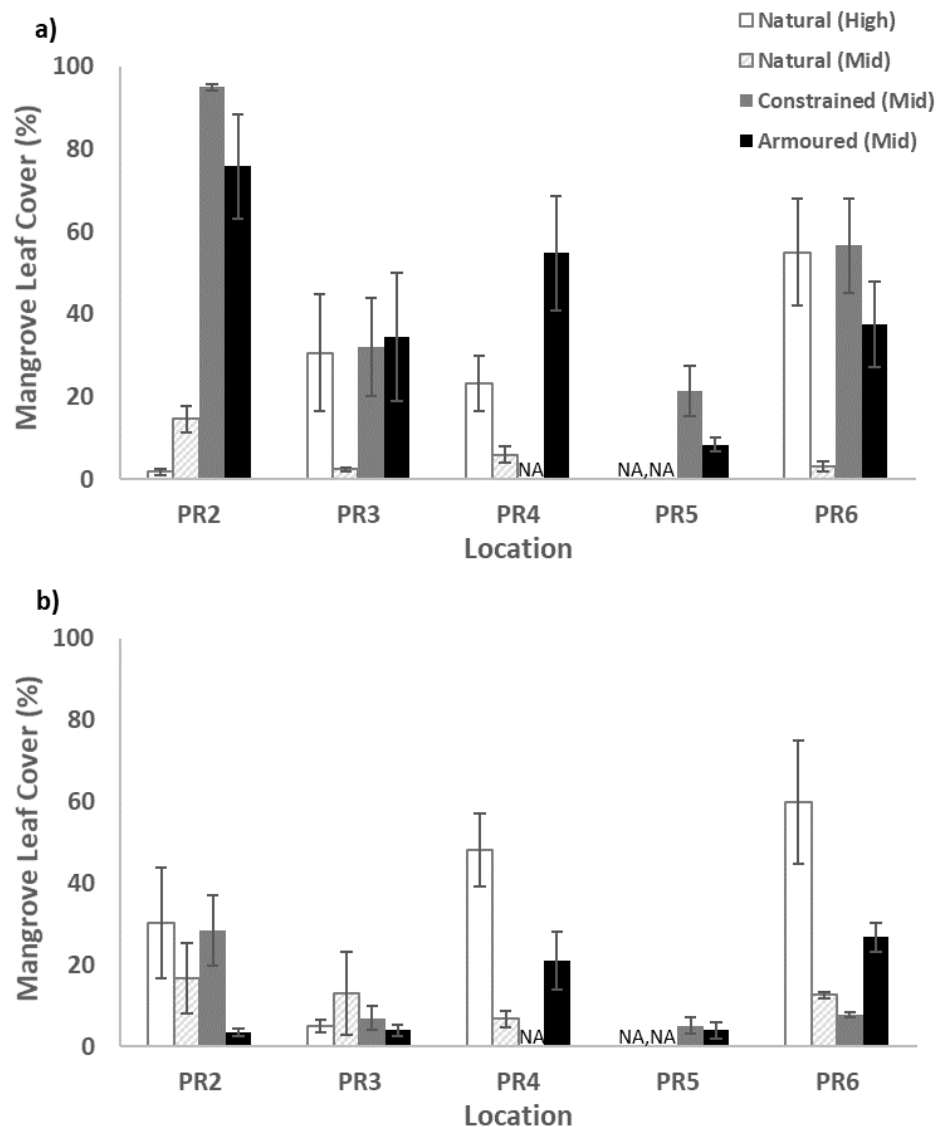 a)
Natural (High)
Natural (Mid)
Constrained (Mid)
Armoured (Mid)
Mangrove Leaf Cover (%)
100
80
60
40
20
0
NA
NA,NA
PR2 PR3 PR4 PR5 PR6
Location
b)
Mangrove Leaf Cover (%)
100
80
60
40
20
0
NA
NA,NA
PR2 PR3 PR4 PR5 PR6
Location